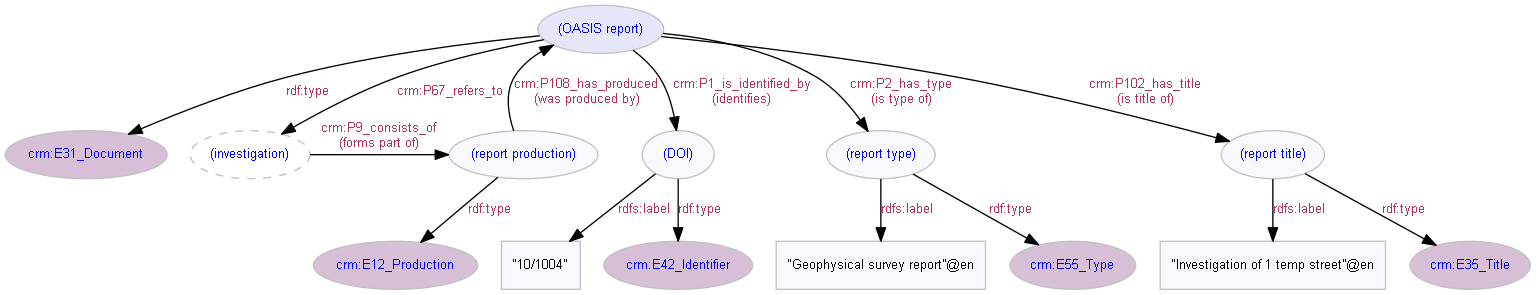 (OASIS report)
rdf:type
crm:P67_refers_to
crm:P108_has_produced
(was produced by)
crm:P1_is_identified_by
(identifies)
crm:P2_has_type
(is type of)
crm:P102_has_title
(is title of)
crm:P9_consists_of
(forms part of)
crm:E31_Document
(investigation)
(report production)
(DOI)
(report type)
(report title)
rdf:type
rdfs:label
rdf:type
rdfs:label
rdf:type
rdfs:label
rdf:type
crm:E12_Production
"10/1004"
crm:E42_Identifier
"Geophysical survey report"@en
crm:E55_Type
"Investigation of 1 temp street"@en
crm:E35_Title